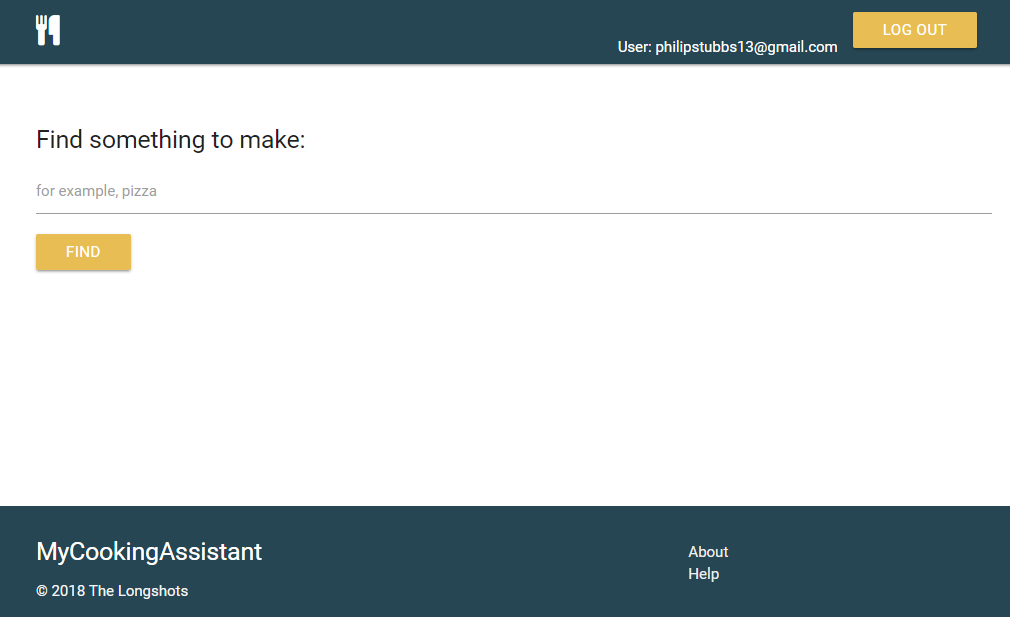 User: philipstubbs13@gmail.com
LOG OUT
Find something to make:
for example, pizza
FIND
MyCookingAssistant
© 2018 The Longshots
About
Help